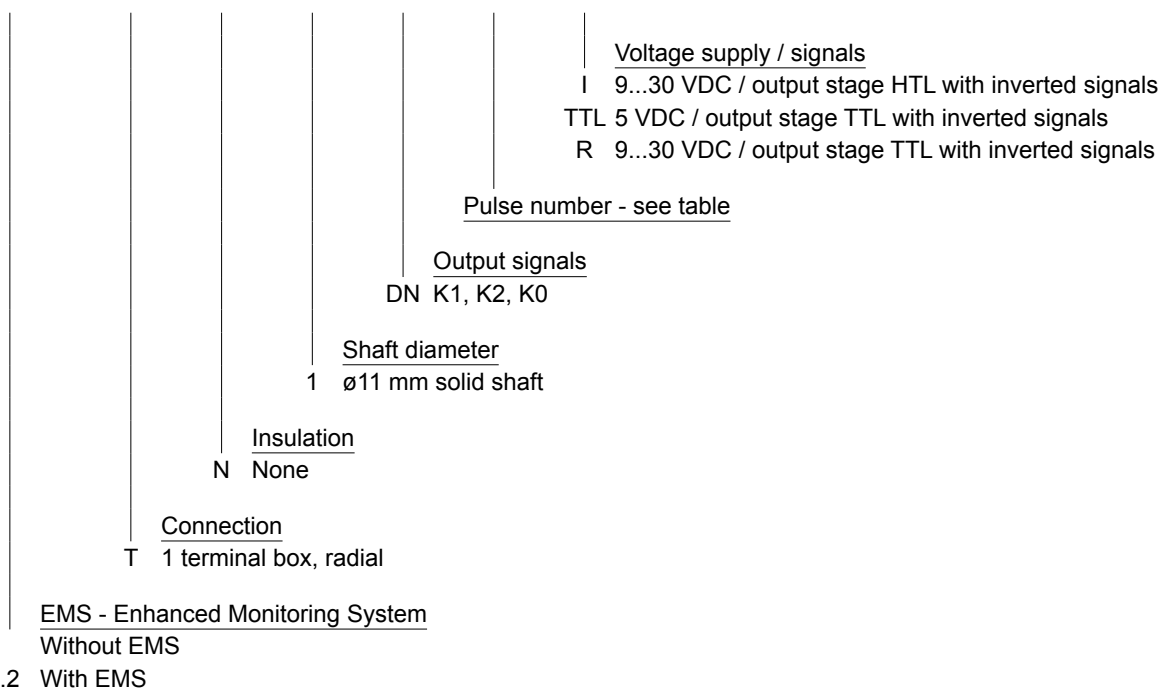 Voltage supply / signals
I 9...30 VDC / output stage HTL with inverted signals
TTL 5 VDC / output stage TTL with inverted signals
R 9...30 VDC / output stage TTL with inverted signals
Pulse number - see table
Output signals
DN K1, K2, K0
Shaft diameter
1 ø11 mm solid shaft
Insulation
N None
Connection
T 1 terminal box, radial
EMS - Enhanced Monitoring System
Without EMS
.2 With EMS